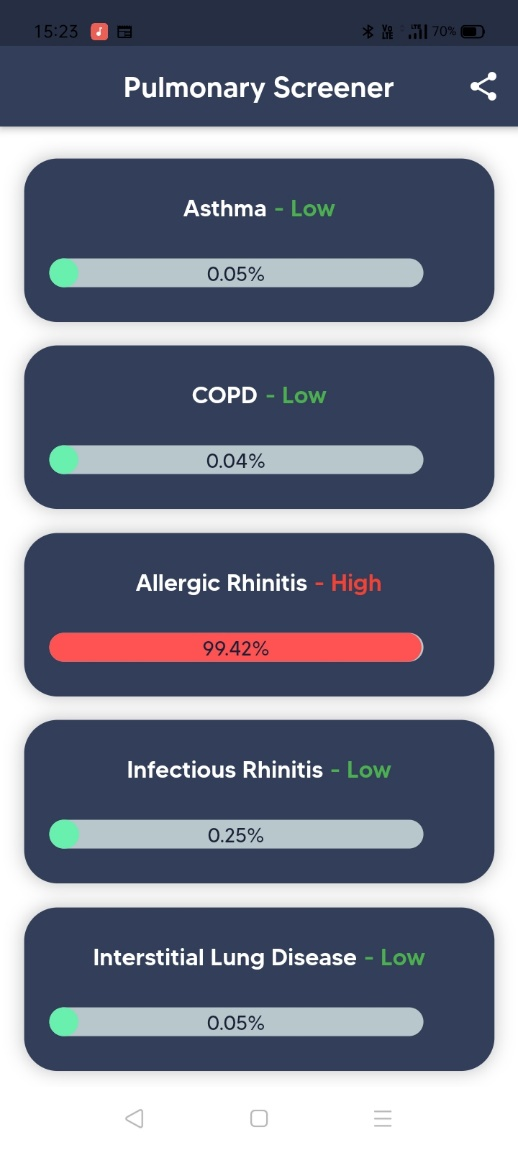 15:23
70%
Pulmonary Screener
Asthma - Low
0.05%
COPD - Low
0.04%
Allergic Rhinitis - High
99.42%
Infectious Rhinitis - Low
0.25%
Interstitial Lung Disease - Low
0.05%